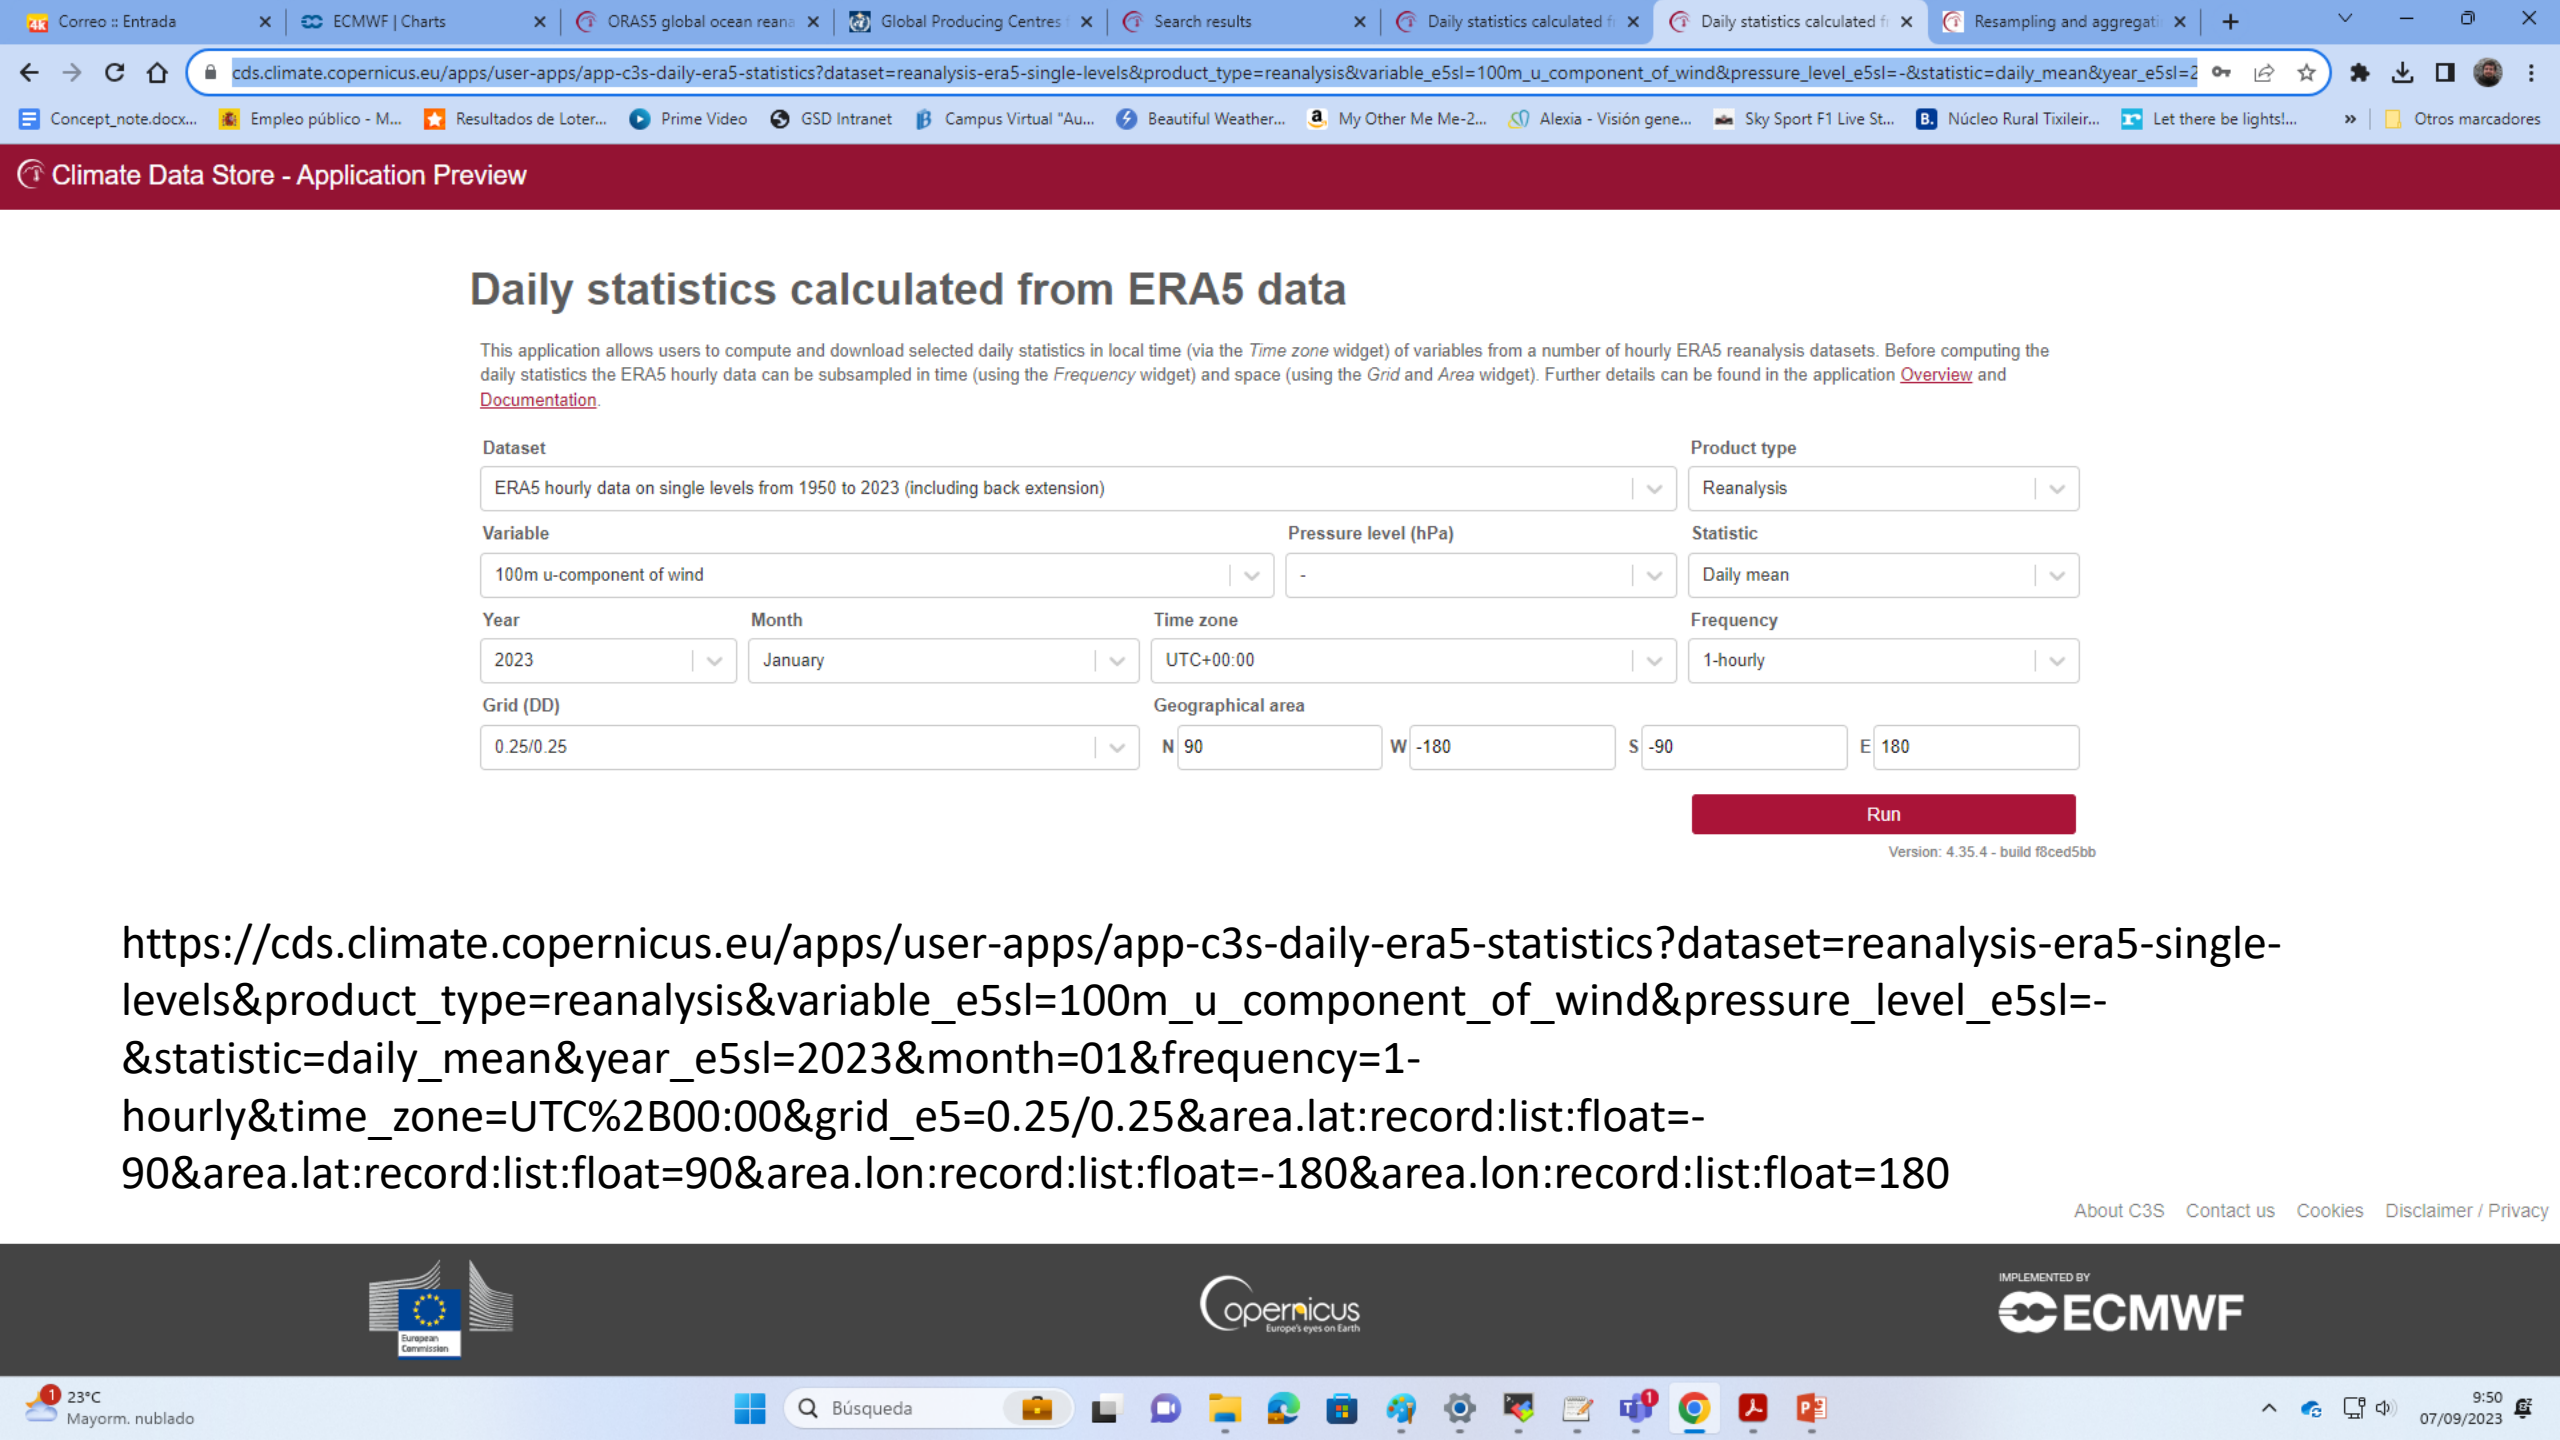 Correo :: Entrada
ECMWF | Charts
ORAS5 global ocean reana
Global Producing Centres
Search results
Daily statistics calculated f
Daily statistics calculated f
Resampling and aggregati
cds.climate.copernicus.eu/apps/user-apps/app-c3s-daily-era5-statistics?dataset=reanalysis-era5-single-levels&product_type=reanalysis&variable_e5sl=100m_u_component_of_wind&pressure_level_e5sl=-&statistic=daily_mean&year_e5sl=2
Concept_note.docx...
Empleo público - M...
Resultados de Loter...
Prime Video
GSD Intranet
Campus Virtual "Au...
Beautiful Weather...
My Other Me Me-2...
Alexia - Visión gene...
Sky Sport F1 Live St...
Núcleo Rural Tixileir...
Let there be lights!...
»
Otros marcadores
Climate Data Store - Application Preview
Daily statistics calculated from ERA5 data
This application allows users to compute and download selected daily statistics in local time (via the Time zone widget) of variables from a number of hourly ERA5 reanalysis datasets. Before computing the
daily statistics the ERA5 hourly data can be subsampled in time (using the Frequency widget) and space (using the Grid and Area widget). Further details can be found in the application Overview and
Documentation.
Dataset
Product type
ERA5 hourly data on single levels from 1950 to 2023 (including back extension)
Reanalysis
Variable
Pressure level (hPa)
Statistic
100m u-component of wind
-
Daily mean
Year
Month
Time zone
Frequency
2023
January
UTC+00:00
1-hourly
Grid (DD)
Geographical area
0.25/0.25
N 90
W -180
S -90
E 180
Run
Version: 4.35.4 - build f8ced5bb
https://cds.climate.copernicus.eu/apps/user-apps/app-c3s-daily-era5-statistics?dataset=reanalysis-era5-single-
levels&product_type=reanalysis&variable_e5sl=100m_u_component_of_wind&pressure_level_e5sl=-
&statistic=daily_mean&year_e5sl=2023&month=01&frequency=1-
hourly&time_zone=UTC%2B00:00&grid_e5=0.25/0.25&area.lat:record:list:float=-
90&area.lat:record:list:float=90&area.lon:record:list:float=-180&area.lon:record:list:float=180
About C3S
Contact us
Cookies
Disclaimer / Privacy
European
Commission
opernicus
Europe's eyes on Earth
IMPLEMENTED BY
ECMWF
1
23°C
Mayorm. nublado
Búsqueda
1
9:50
07/09/2023